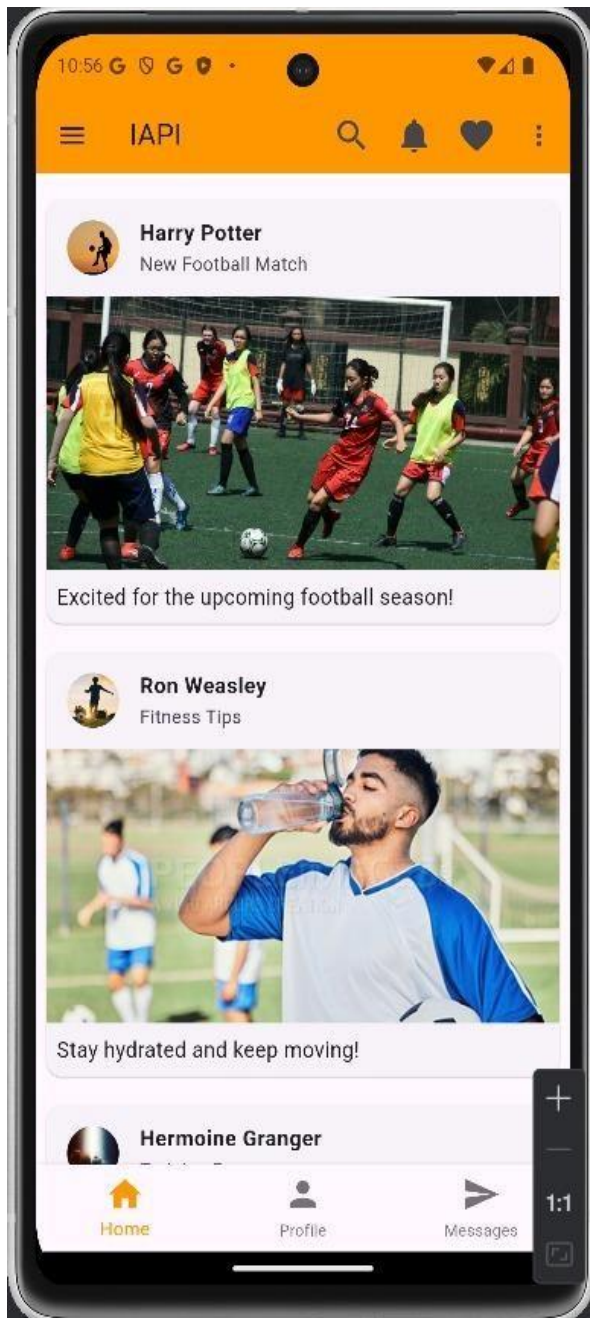 10:56
IAPI
Harry Potter
New Football Match
Excited for the upcoming football season!
Ron Weasley
Fitness Tips
Stay hydrated and keep moving!
Hermoine Granger
Home
Profile
Messages
1:1